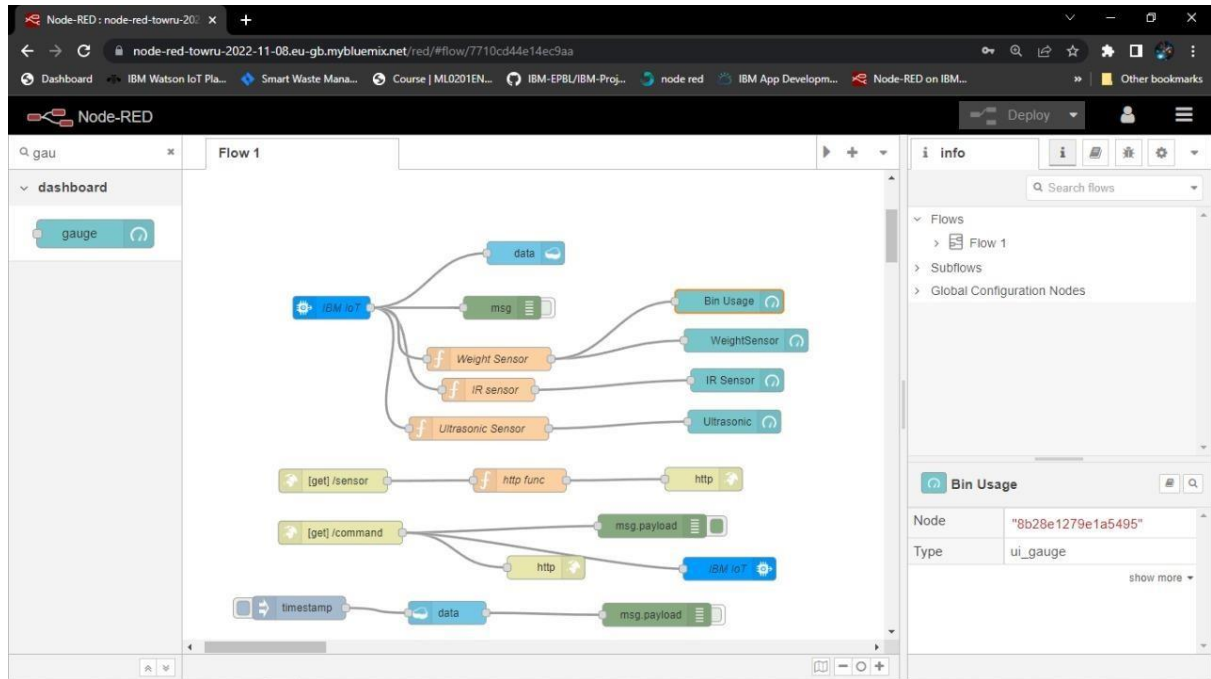 Node-RED : node-red-towru-202
node-red-towru-2022-11-08.eu-gb.mybluemix.net/red/#flow/7710cd44e14ec9aa
Dashboard
IBM Watson IoT Pla...
Smart Waste Mana...
Course | ML0201EN...
IBM-EPBL/IBM-Proj...
node red
IBM App Developm...
Node-RED on IBM...
»
Other bookmarks
Node-RED
Deploy
gau
dashboard
gauge
Flow 1
data
IBM IoT
msg
Bin Usage
Weight Sensor
WeightSensor
IR sensor
IR Sensor
Ultrasonic Sensor
Ultrasonic
[get] /sensor
http func
http
[get] /command
msg.payload
http
IBM IoT
timestamp
data
msg.payload
i info
Search flows
Flows
Flow 1
Subflows
Global Configuration Nodes
Bin Usage
Node "8b28e1279e1a5495"
Type ui_gauge
show more